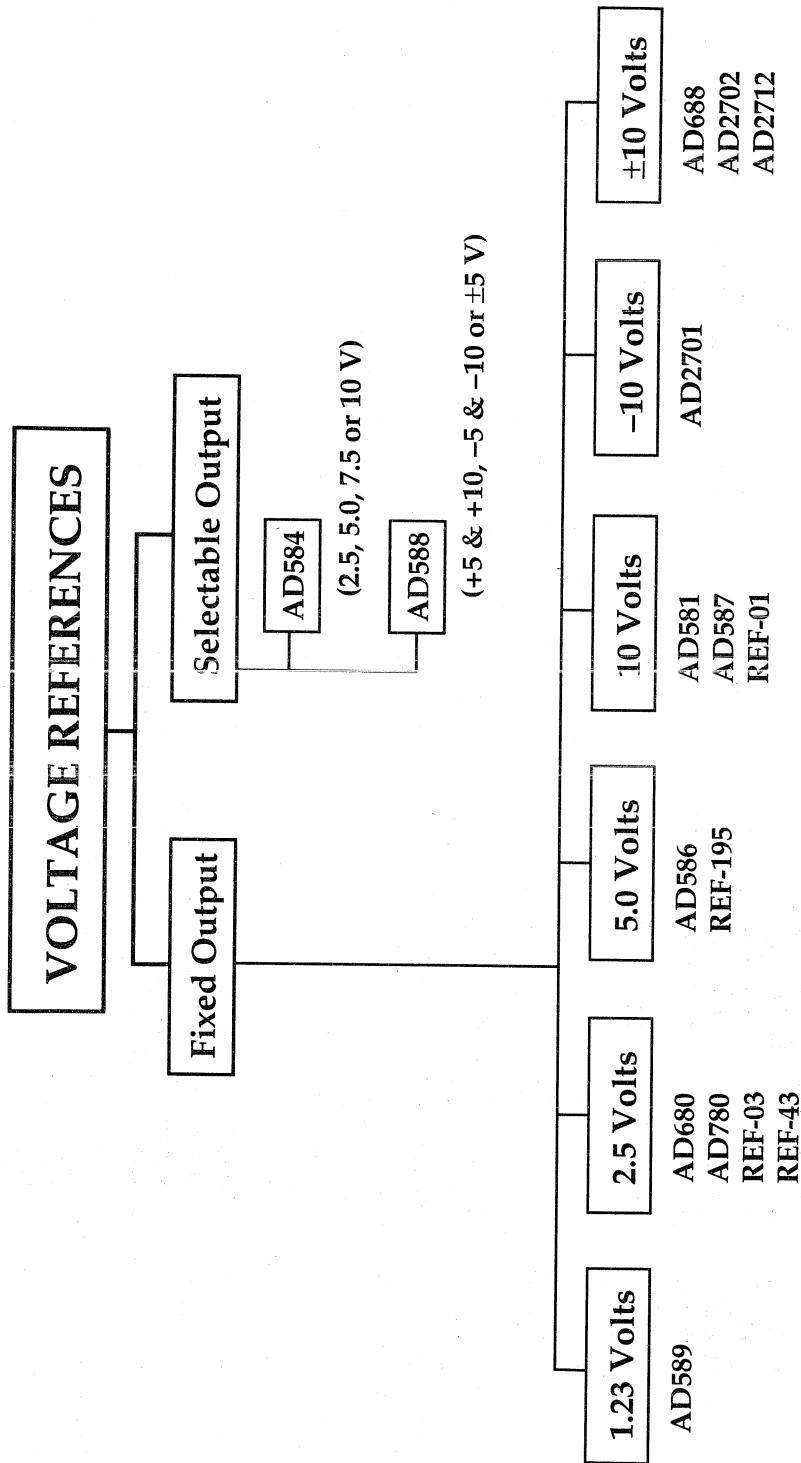 VOLTAGE REFERENCES
Fixed Output
Selectable Output
AD584
(2.5, 5.0, 7.5 or 10 V)
AD588
(+5 & +10, −5 & −10 or ±5 V)
1.23 Volts
AD589
2.5 Volts
AD680
AD780
REF-03
REF-43
5.0 Volts
AD586
REF-195
10 Volts
AD581
AD587
REF-01
−10 Volts
AD2701
±10 Volts
AD688
AD2702
AD2712